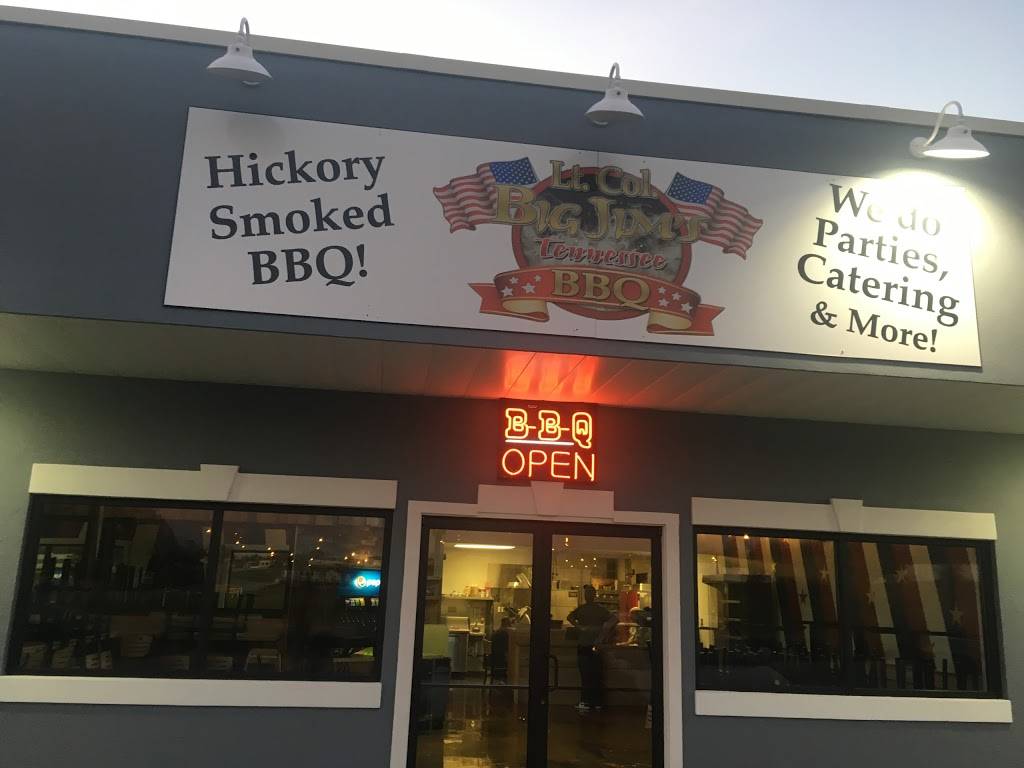 Hickory
Smoked
BBQ!
Lt. Col.
BIG JIM'S
Tennessee
BBQ
We do
Parties,
Catering
& More!
B-B-Q
OPEN